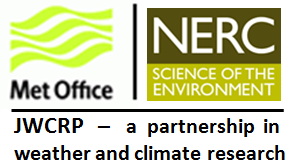 Met Office
NERC
SCIENCE OF THE
ENVIRONMENT
JWCRP – a partnership in
weather and climate research